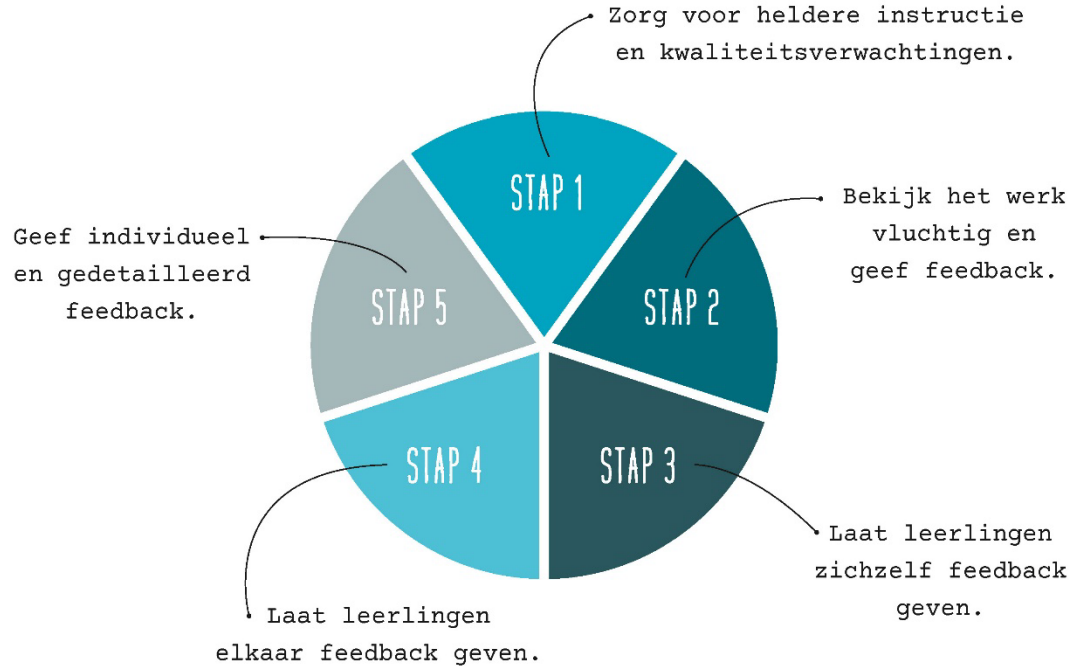 Zorg voor heldere instructie
en kwaliteitsverwachtingen.
STAP 1
Bekijk het werk
vluchtig en
geef feedback.
STAP 2
Laat leerlingen
zichzelf feedback
geven.
STAP 3
Laat leerlingen
elkaar feedback geven.
STAP 4
Geef individueel
en gedetailleerd
feedback.
STAP 5